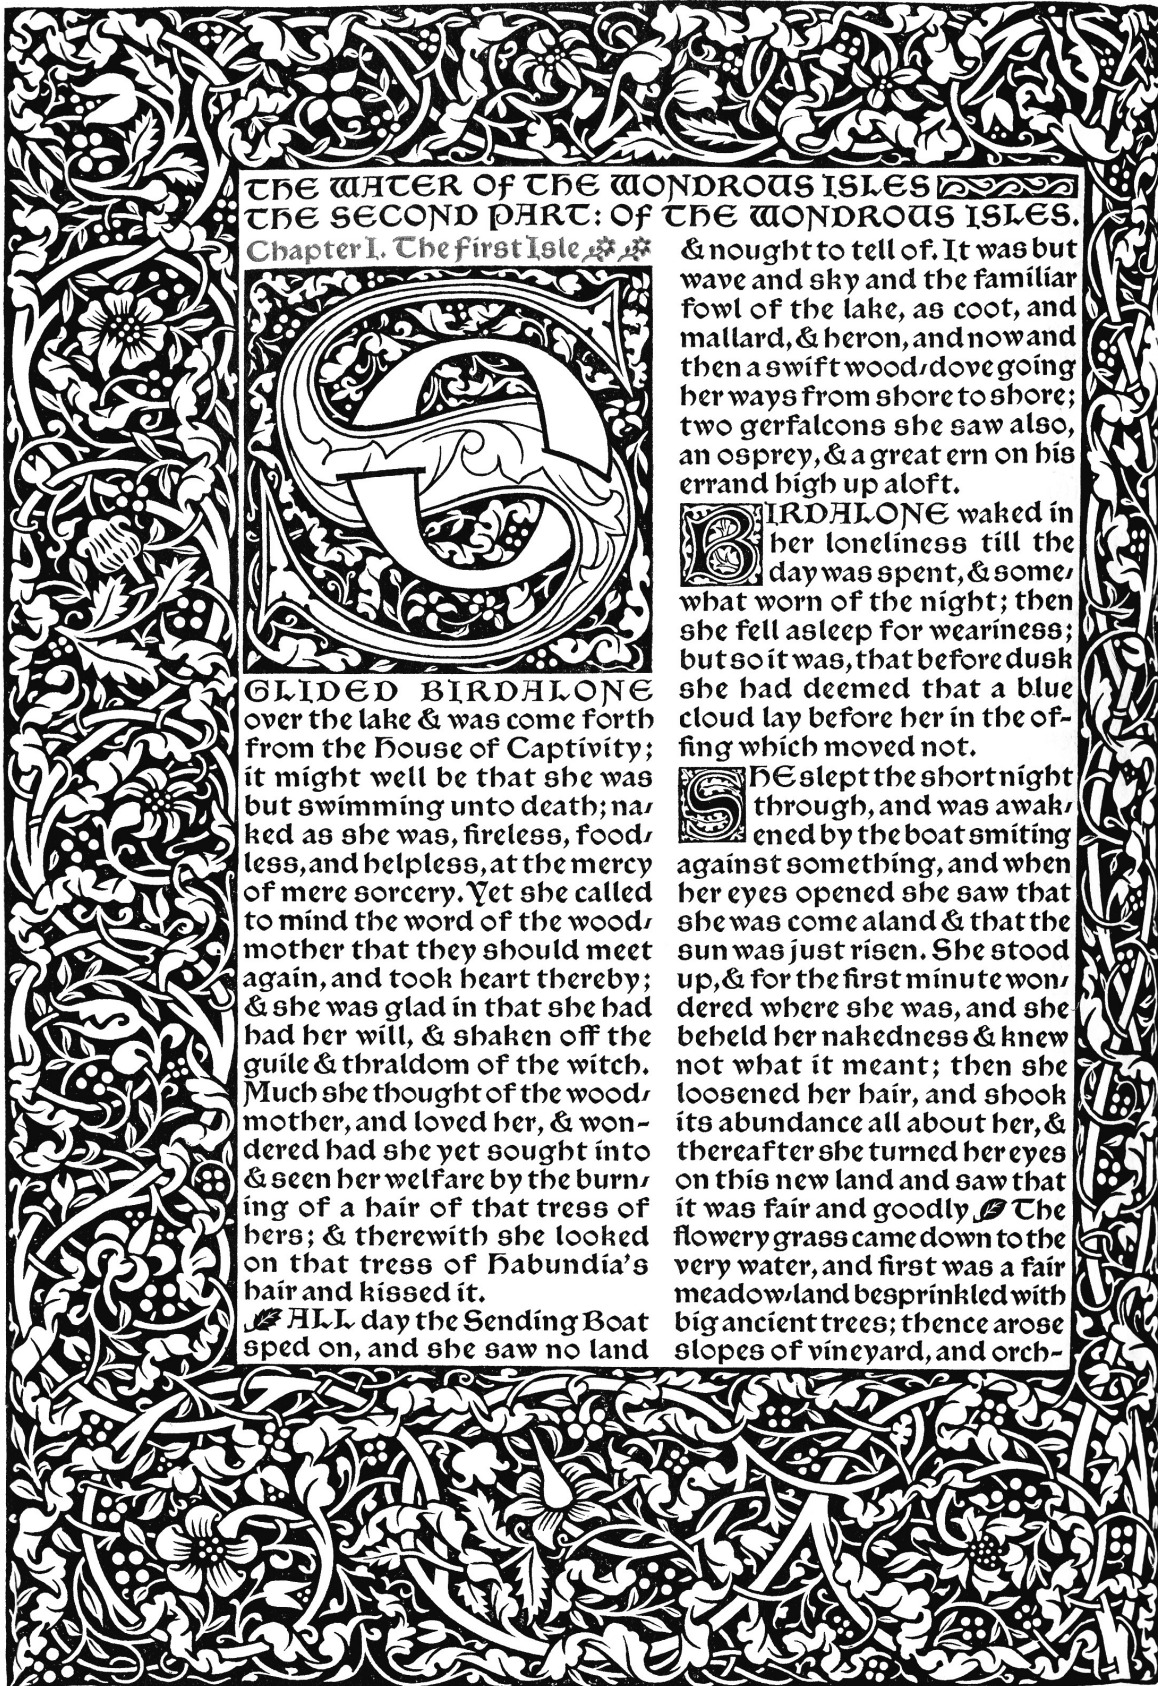 THE WATER OF THE WONDROUS ISLES
THE SECOND PART: OF THE WONDROUS ISLES.
Chapter I. The First Isle
SO
GLIDED BIRDALONE
over the lake & was come forth
from the House of Captivity;
it might well be that she was
but swimming unto death; na-
ked as she was, fireless, food-
less, and helpless, at the mercy
of mere sorcery. Yet she called
to mind the word of the wood-
mother that they should meet
again, and took heart thereby;
& she was glad in that she had
had her will, & shaken off the
guile & thraldom of the witch.
Much she thought of the wood-
mother, and loved her, & won-
dered had she yet sought into
& seen her welfare by the burn-
ing of a hair of that tress of
hers; & therewith she looked
on that tress of Habundia's
hair and kissed it.
ALL day the Sending Boat
sped on, and she saw no land
& nought to tell of. It was but
wave and sky and the familiar
fowl of the lake, as coot, and
mallard, & heron, and now and
then a swift wood-dove going
her ways from shore to shore;
two gerfalcons she saw also,
an osprey, & a great ern on his
errand high up aloft.
BIRDALONE waked in
her loneliness till the
day was spent, & some-
what worn of the night; then
she fell asleep for weariness;
but so it was, that before dusk
she had deemed that a blue
cloud lay before her in the of-
fing which moved not.
SHE slept the short night
through, and was awak-
ened by the boat smiting
against something, and when
her eyes opened she saw that
she was come aland & that the
sun was just risen. She stood
up, & for the first minute won-
dered where she was, and she
beheld her nakedness & knew
not what it meant; then she
loosened her hair, and shook
its abundance all about her, &
thereafter she turned her eyes
on this new land and saw that
it was fair and goodly The
flowery grass came down to the
very water, and first was a fair
meadow-land besprinkled with
big ancient trees; thence arose
slopes of vineyard, and orch-